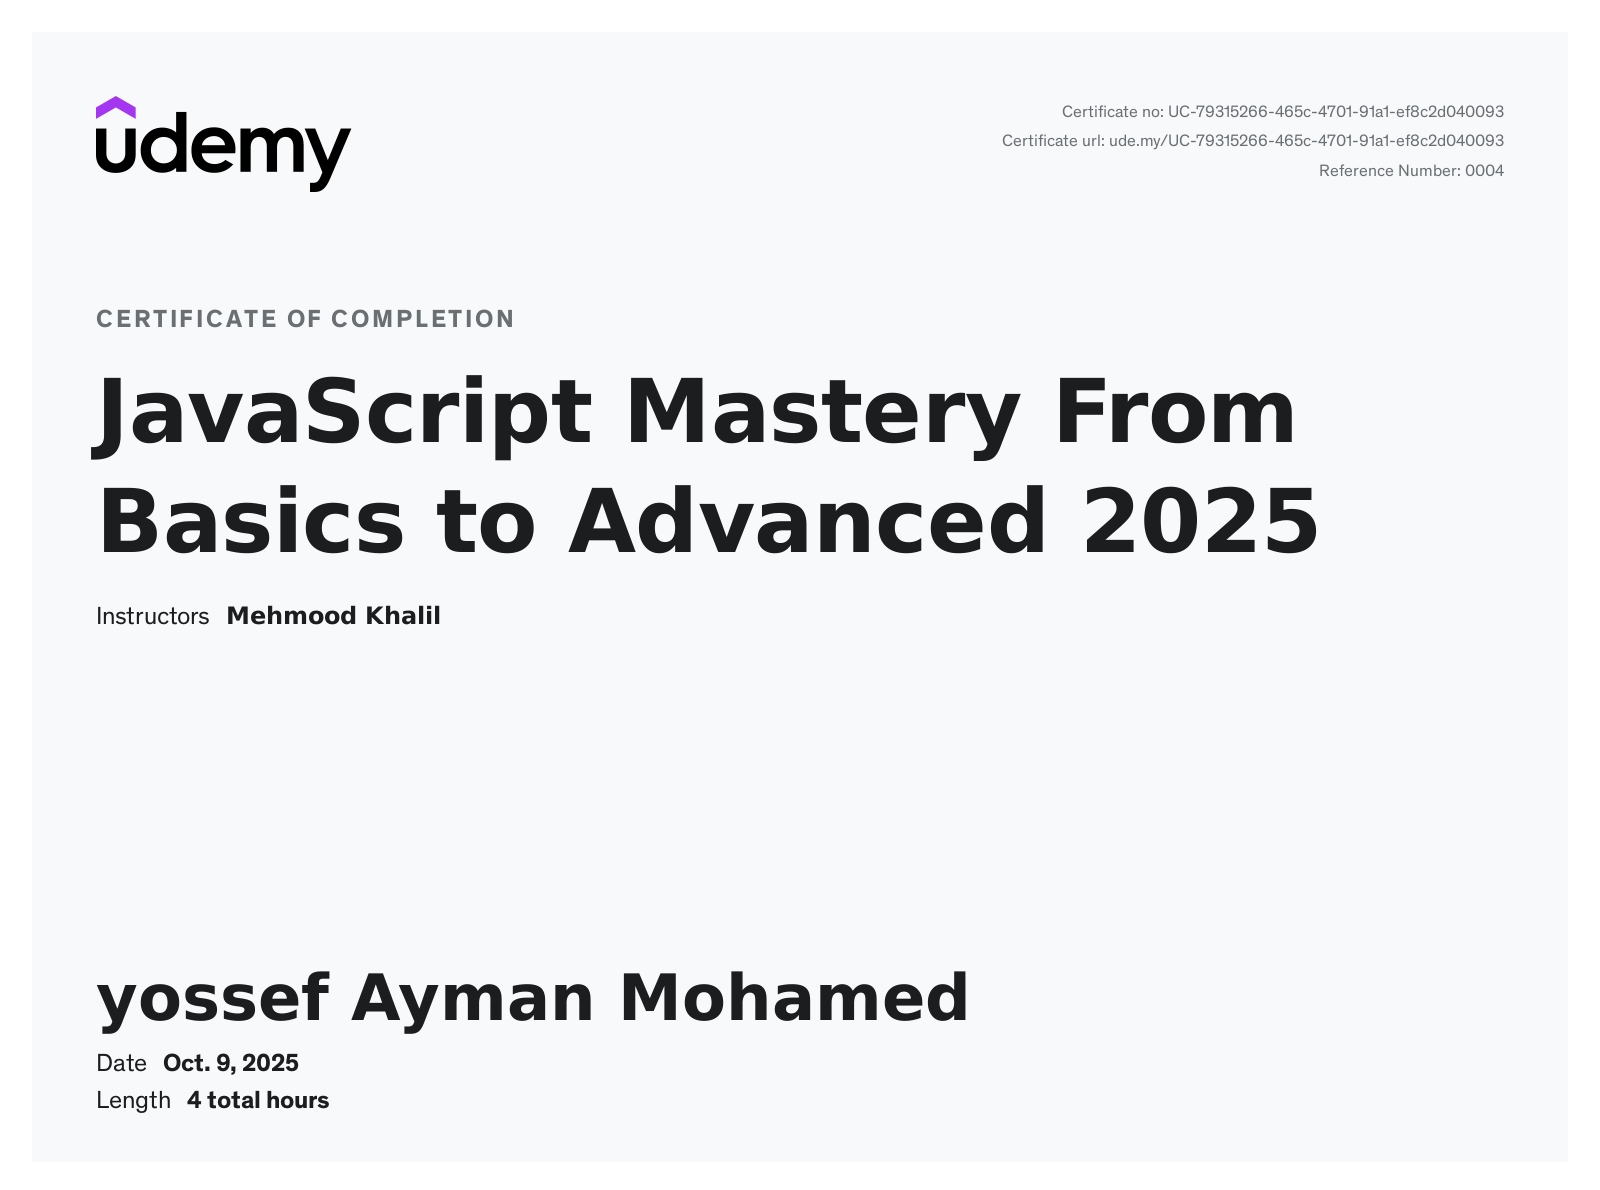 udemy
Certificate no: UC-79315266-465c-4701-91a1-ef8c2d040093
Certificate url: ude.my/UC-79315266-465c-4701-91a1-ef8c2d040093
Reference Number: 0004
CERTIFICATE OF COMPLETION
JavaScript Mastery From
Basics to Advanced 2025
Instructors Mehmood Khalil
yossef Ayman Mohamed
Date Oct. 9, 2025
Length 4 total hours